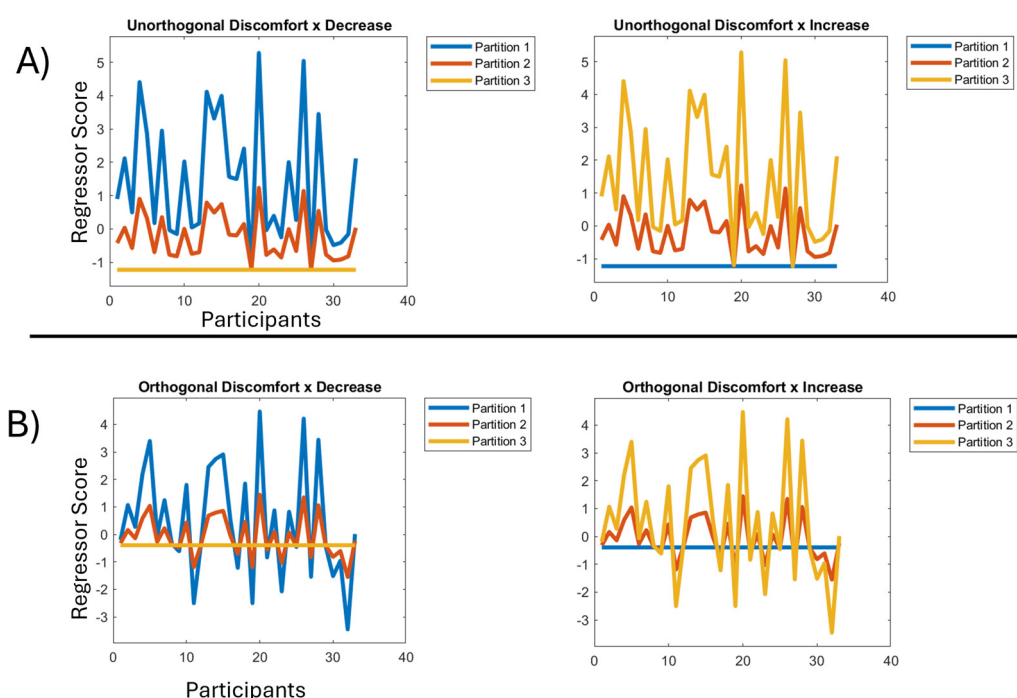 A)
Unorthogonal Discomfort x Decrease
Regressor Score
5
4
3
2
1
0
-1
0 10 20 30 40
Participants
Partition 1
Partition 2
Partition 3
Unorthogonal Discomfort x Increase
5
4
3
2
1
0
-1
0 10 20 30 40
Partition 1
Partition 2
Partition 3
B)
Orthogonal Discomfort x Decrease
Regressor Score
4
3
2
1
0
-1
-2
-3
0 10 20 30 40
Participants
Partition 1
Partition 2
Partition 3
Orthogonal Discomfort x Increase
4
3
2
1
0
-1
-2
-3
0 10 20 30 40
Partition 1
Partition 2
Partition 3